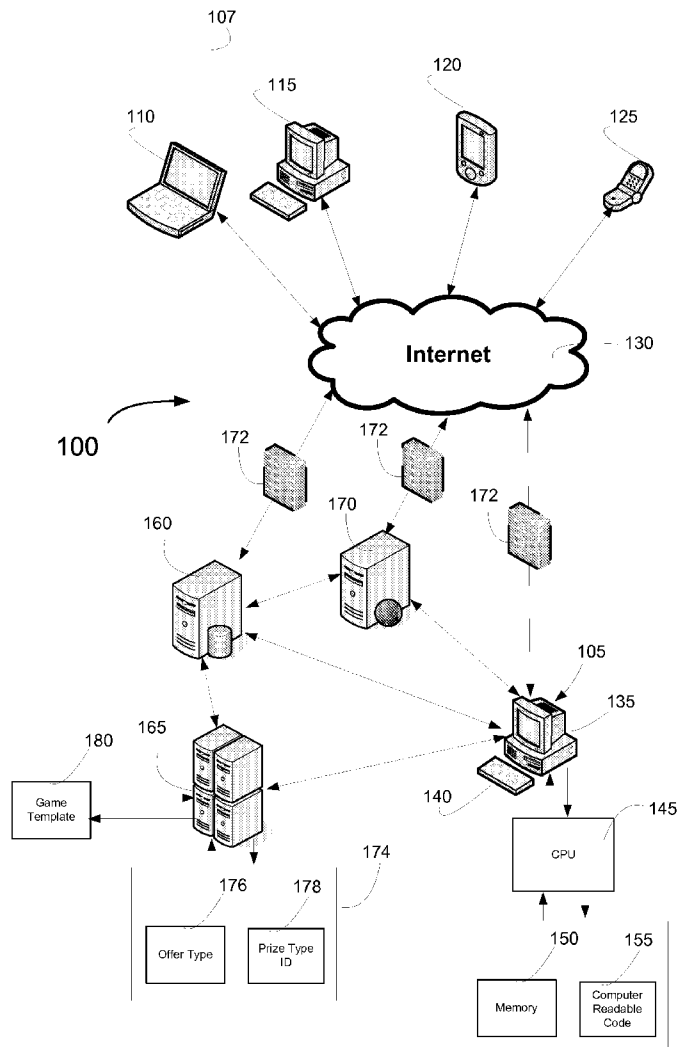 107
120
115
110
125
Internet
130
100
172
172
172
160
170
105
135
165
180
140
Game
Template
145
CPU
174
176
178
Offer Type
Prize Type
ID
150
155
Memory
Computer
Readable
Code